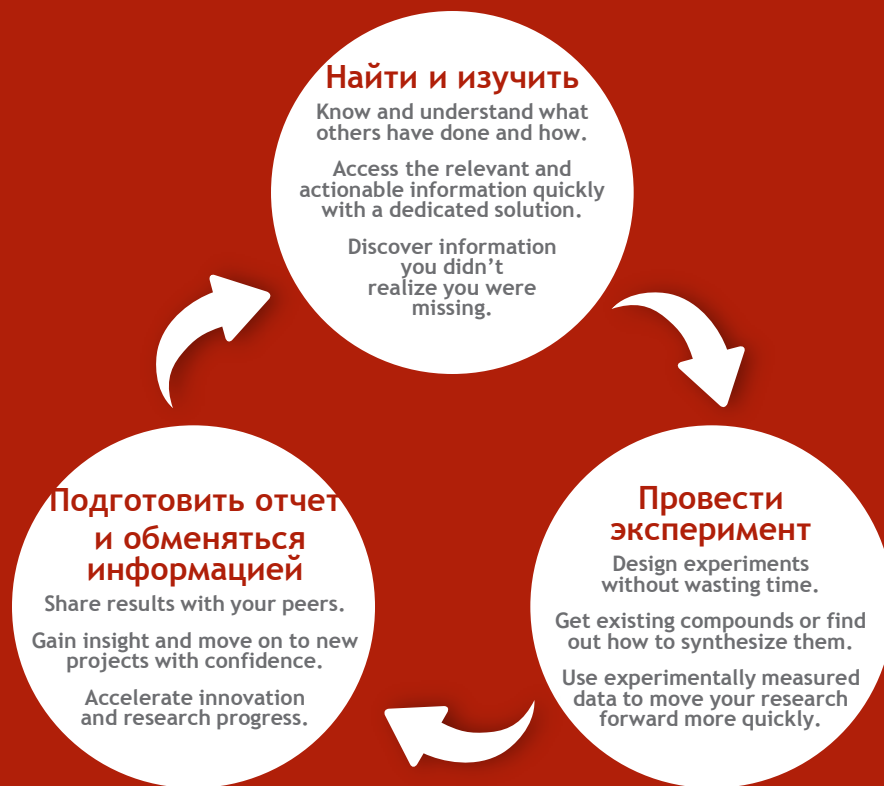 Найти и изучить
Know and understand what
others have done and how.
Access the relevant and
actionable information quickly
with a dedicated solution.
Discover information
you didn’t
realize you were
missing.
Провести
эксперимент
Design experiments
without wasting time.
Get existing compounds or find
out how to synthesize them.
Use experimentally measured
data to move your research
forward more quickly.
Подготовить отчет
и обменяться
информацией
Share results with your peers.
Gain insight and move on to new
projects with confidence.
Accelerate innovation
and research progress.